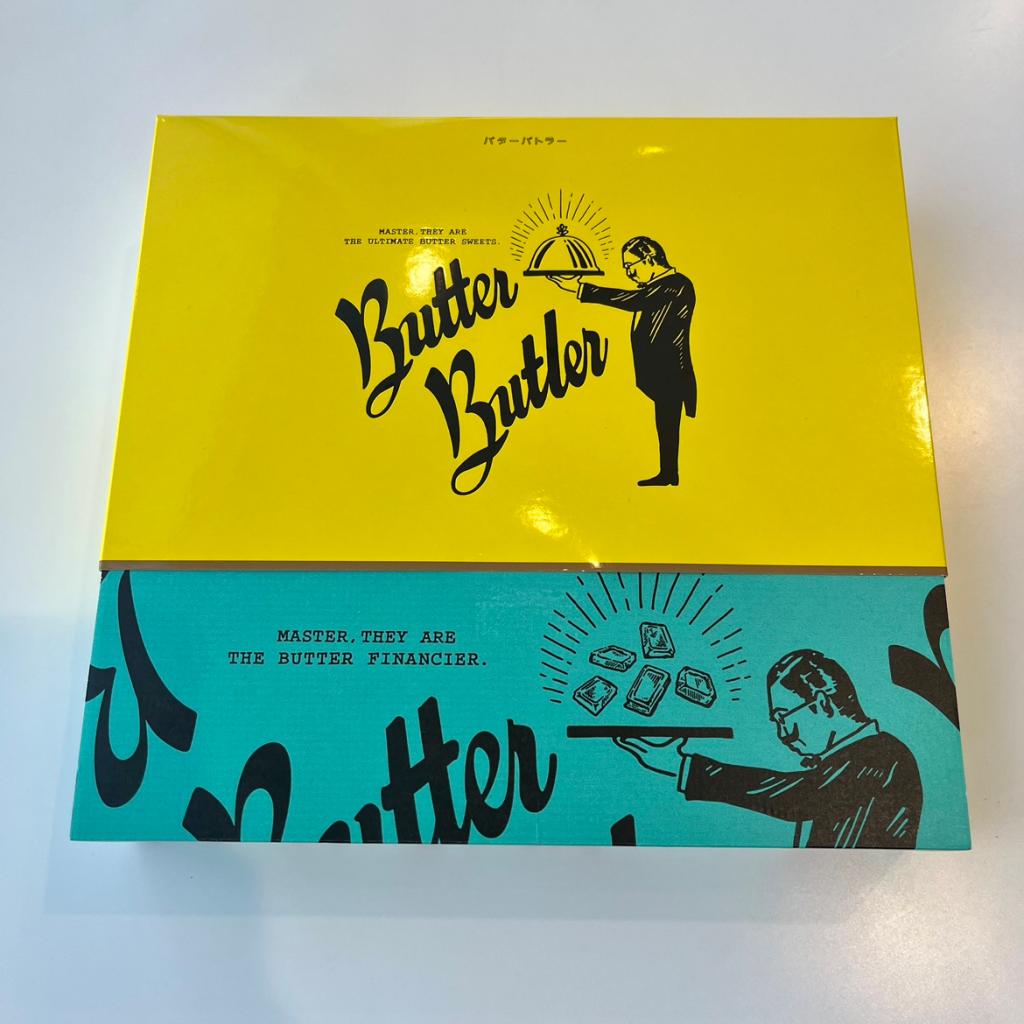 バターバトラー
MASTER, THEY ARE
THE ULTIMATE BUTTER SWEETS.
Butter
Butler
MASTER, THEY ARE
THE BUTTER FINANCIER.
Butter